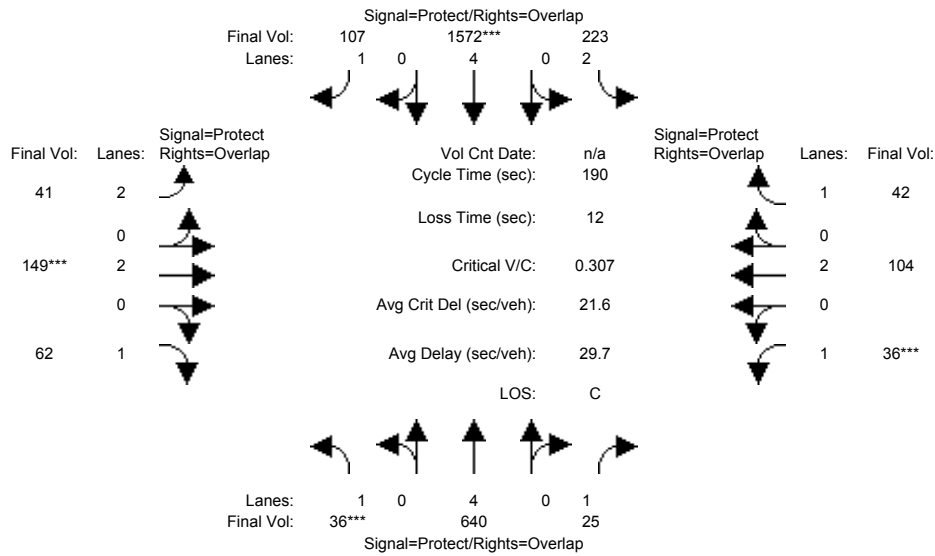 Signal=Protect/Rights=Overlap
Final Vol: 107 1572*** 223
Lanes: 1 0 4 0 2
Signal=Protect
Final Vol: Lanes: Rights=Overlap
Vol Cnt Date: n/a
Signal=Protect
Rights=Overlap Lanes: Final Vol:
Cycle Time (sec): 190
41 2 1 42
Loss Time (sec): 12
0 0
149*** 2 Critical V/C: 0.307 2 104
0 Avg Crit Del (sec/veh): 21.6 0
62 1 Avg Delay (sec/veh): 29.7 1 36***
LOS: C
Lanes: 1 0 4 0 1
Final Vol: 36*** 640 25
Signal=Protect/Rights=Overlap